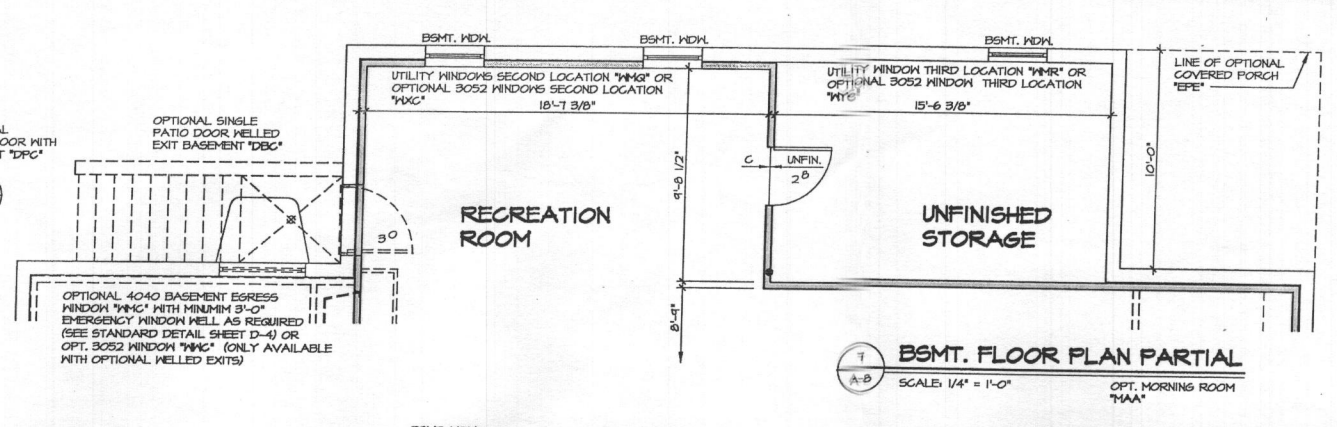 BSMT. WDW.
BSMT. WDW.
BSMT. WDW.
UTILITY WINDOWS SECOND LOCATION "WMQ" OR
OPTIONAL 3052 WINDOWS SECOND LOCATION
"WXC"
18'-7 3/8"
UTILITY WINDOW THIRD LOCATION "WMR" OR
OPTIONAL 3052 WINDOW THIRD LOCATION
15'-6 3/8"
LINE OF OPTIONAL
COVERED PORCH
"EPE"
OOR WITH
"DPC"
OPTIONAL SINGLE
PATIO DOOR WELLED
EXIT BASEMENT "DBC"
C
UNFIN.
2⁸
9'-8 1/2"
10'-0"
3⁰
RECREATION
ROOM
UNFINISHED
STORAGE
8'-9"
OPTIONAL 4040 BASEMENT EGRESS
WINDOW "WMC" WITH MINUMIM 3'-0"
EMERGENCY WINDOW WELL AS REQUIRED
(SEE STANDARD DETAIL SHEET D-4) OR
OPT. 3052 WINDOW "WWC" (ONLY AVAILABLE
WITH OPTIONAL WELLED EXITS)
7
A-8
BSMT. FLOOR PLAN PARTIAL
SCALE: 1/4" = 1'-0"
OPT. MORNING ROOM
"MAA"